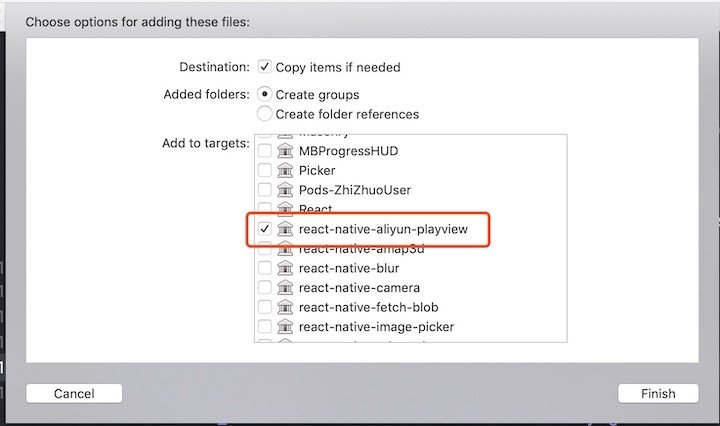 Choose options for adding these files:
Destination: Copy items if needed
Added folders: Create groups
Create folder references
Add to targets:
Masonry
MBProgressHUD
Picker
Pods-ZhiZhuoUser
React
react-native-aliyun-playview
react-native-amap3d
react-native-blur
react-native-camera
react-native-fetch-blob
react-native-image-picker
Cancel Finish